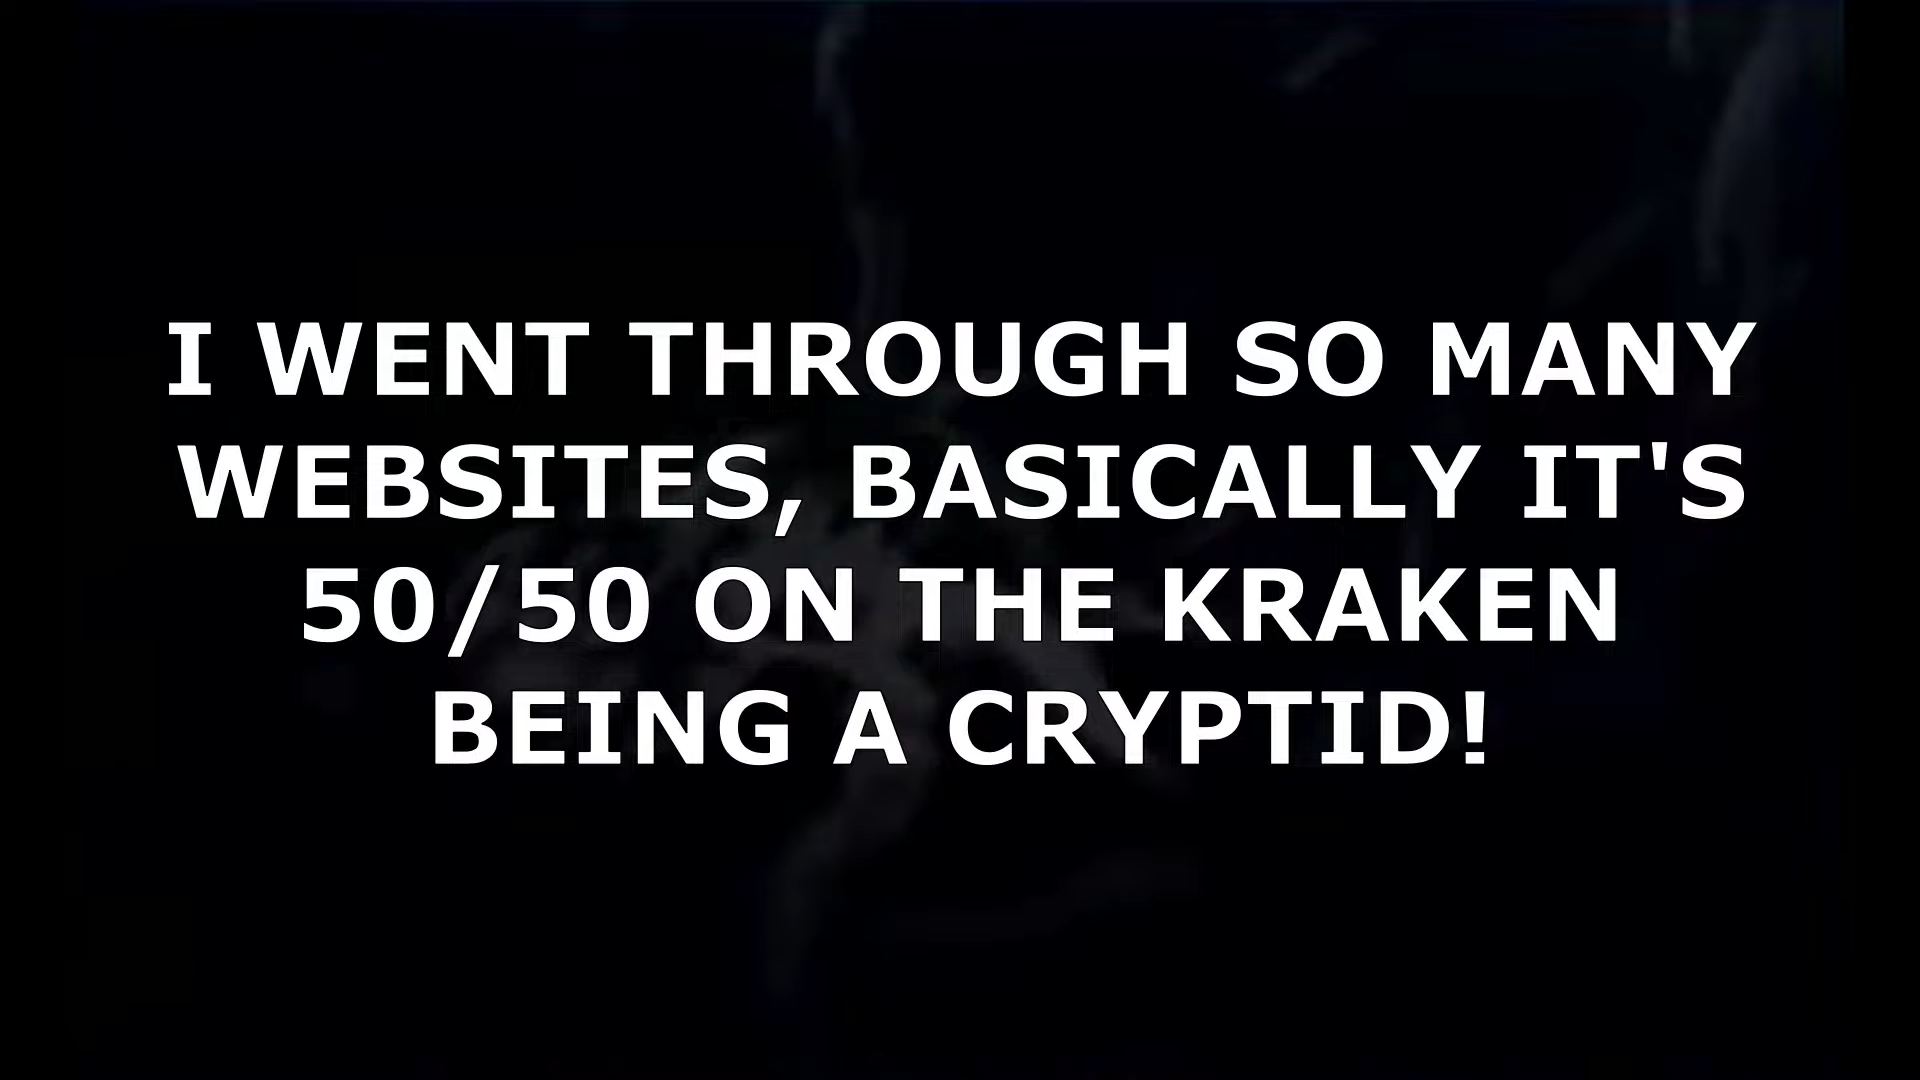 I WENT THROUGH SO MANY
WEBSITES, BASICALLY IT'S
50/50 ON THE KRAKEN
BEING A CRYPTID!